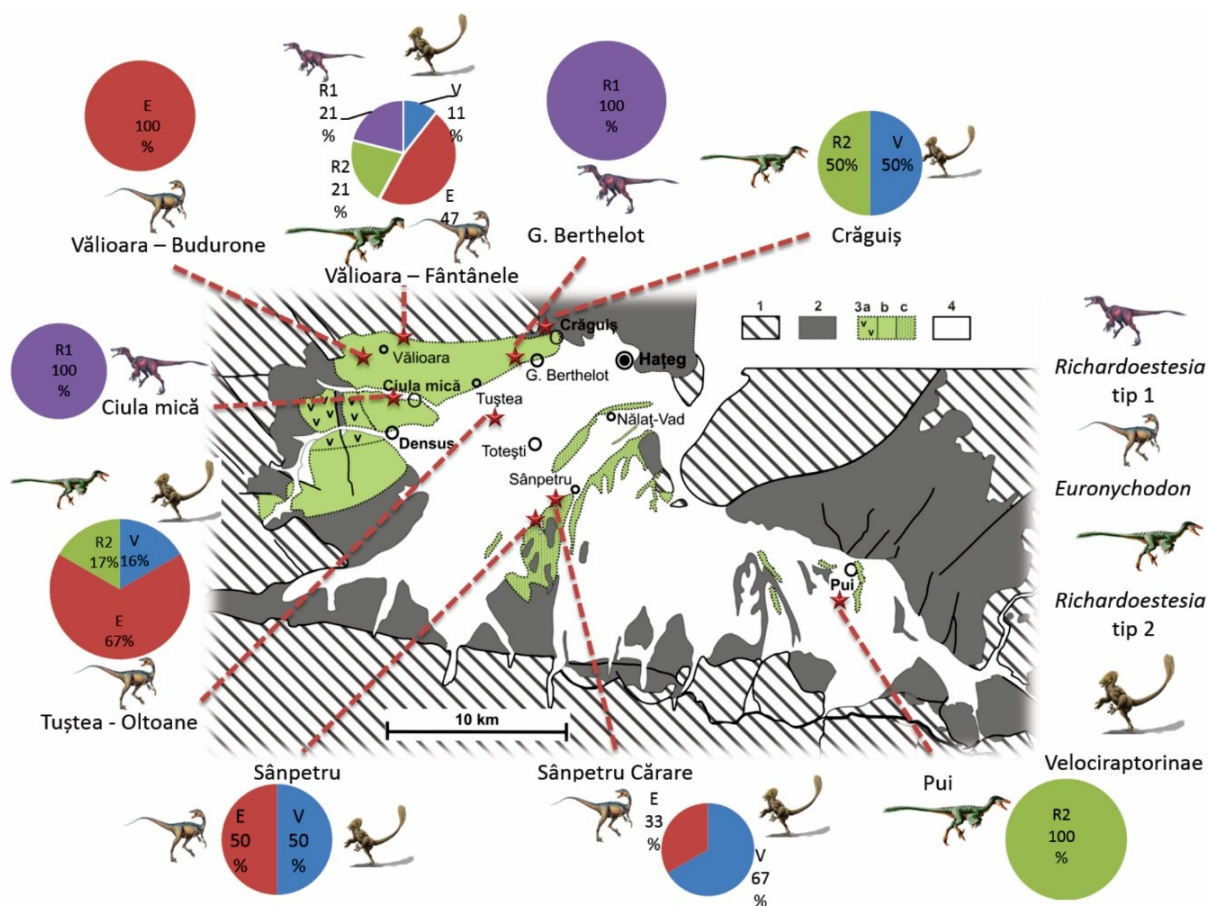 E
100
%
Vălioara – Budurone
R1
21
%
V
11
%
R2
21
%
E
47
Vălioara – Fântânele
R1
100
%
G. Berthelot
R2
50%
V
50%
Crăguiș
R1
100
%
Ciula mică
R2
17%
V
16%
E
67%
Tuștea - Oltoane
Vălioara
Ciula mică
Densuș
Tuștea
Totești
Sânpetru
Crăguiș
G. Berthelot
Hațeg
Nălaț-Vad
Pui
1
2
3a
b
c
4
v
v
v
v
v
v
v
v
10 km
Richardoestesia
tip 1
Euronychodon
Richardoestesia
tip 2
Velociraptorinae
Sânpetru
E
50
%
V
50
%
Sânpetru Cărare
E
33
%
V
67
%
Pui
R2
100
%